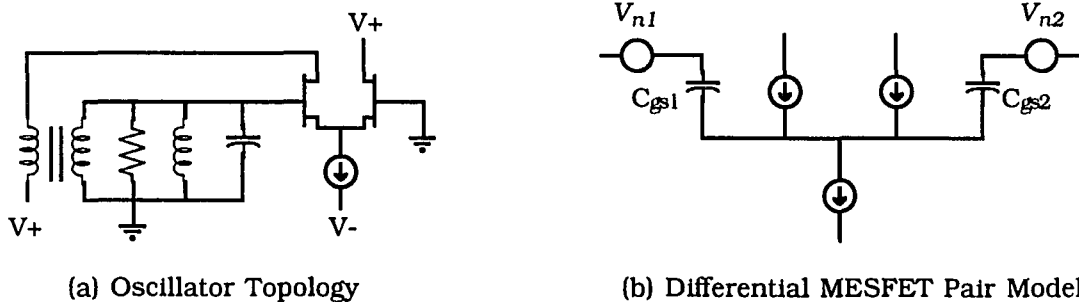 V+
V+
V-
(a) Oscillator Topology
Vn1
Vn2
Cgs1
Cgs2
(b) Differential MESFET Pair Model